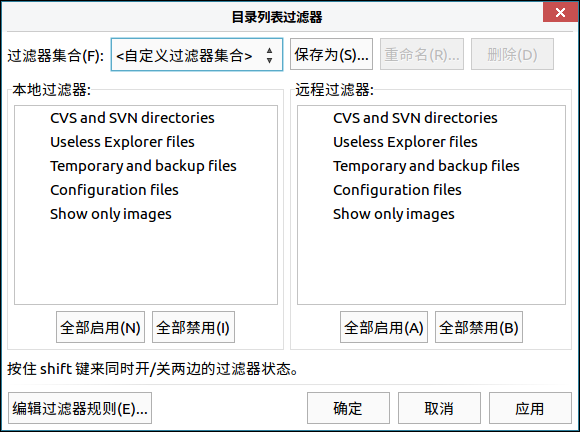 目录列表过滤器
过滤器集合(F): <自定义过滤器集合> 保存为(S)... 重命名(R)... 删除(D)
本地过滤器:
CVS and SVN directories
Useless Explorer files
Temporary and backup files
Configuration files
Show only images
全部启用(N) 全部禁用(I)
远程过滤器:
CVS and SVN directories
Useless Explorer files
Temporary and backup files
Configuration files
Show only images
全部启用(A) 全部禁用(B)
按住 shift 键来同时开/关两边的过滤器状态。
编辑过滤器规则(E)... 确定 取消 应用